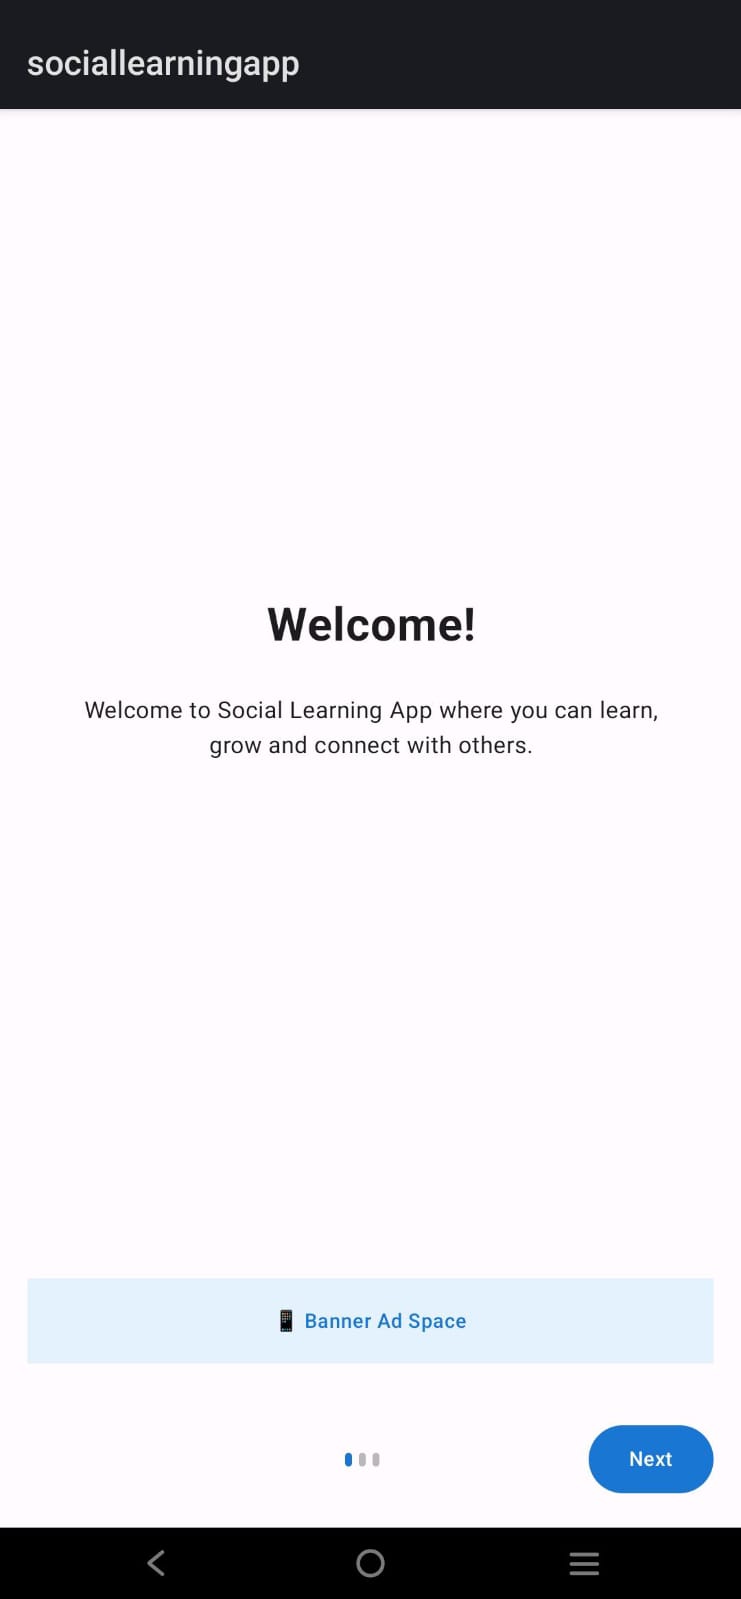 sociallearningapp
Welcome!
Welcome to Social Learning App where you can learn,
grow and connect with others.
📱 Banner Ad Space
Next